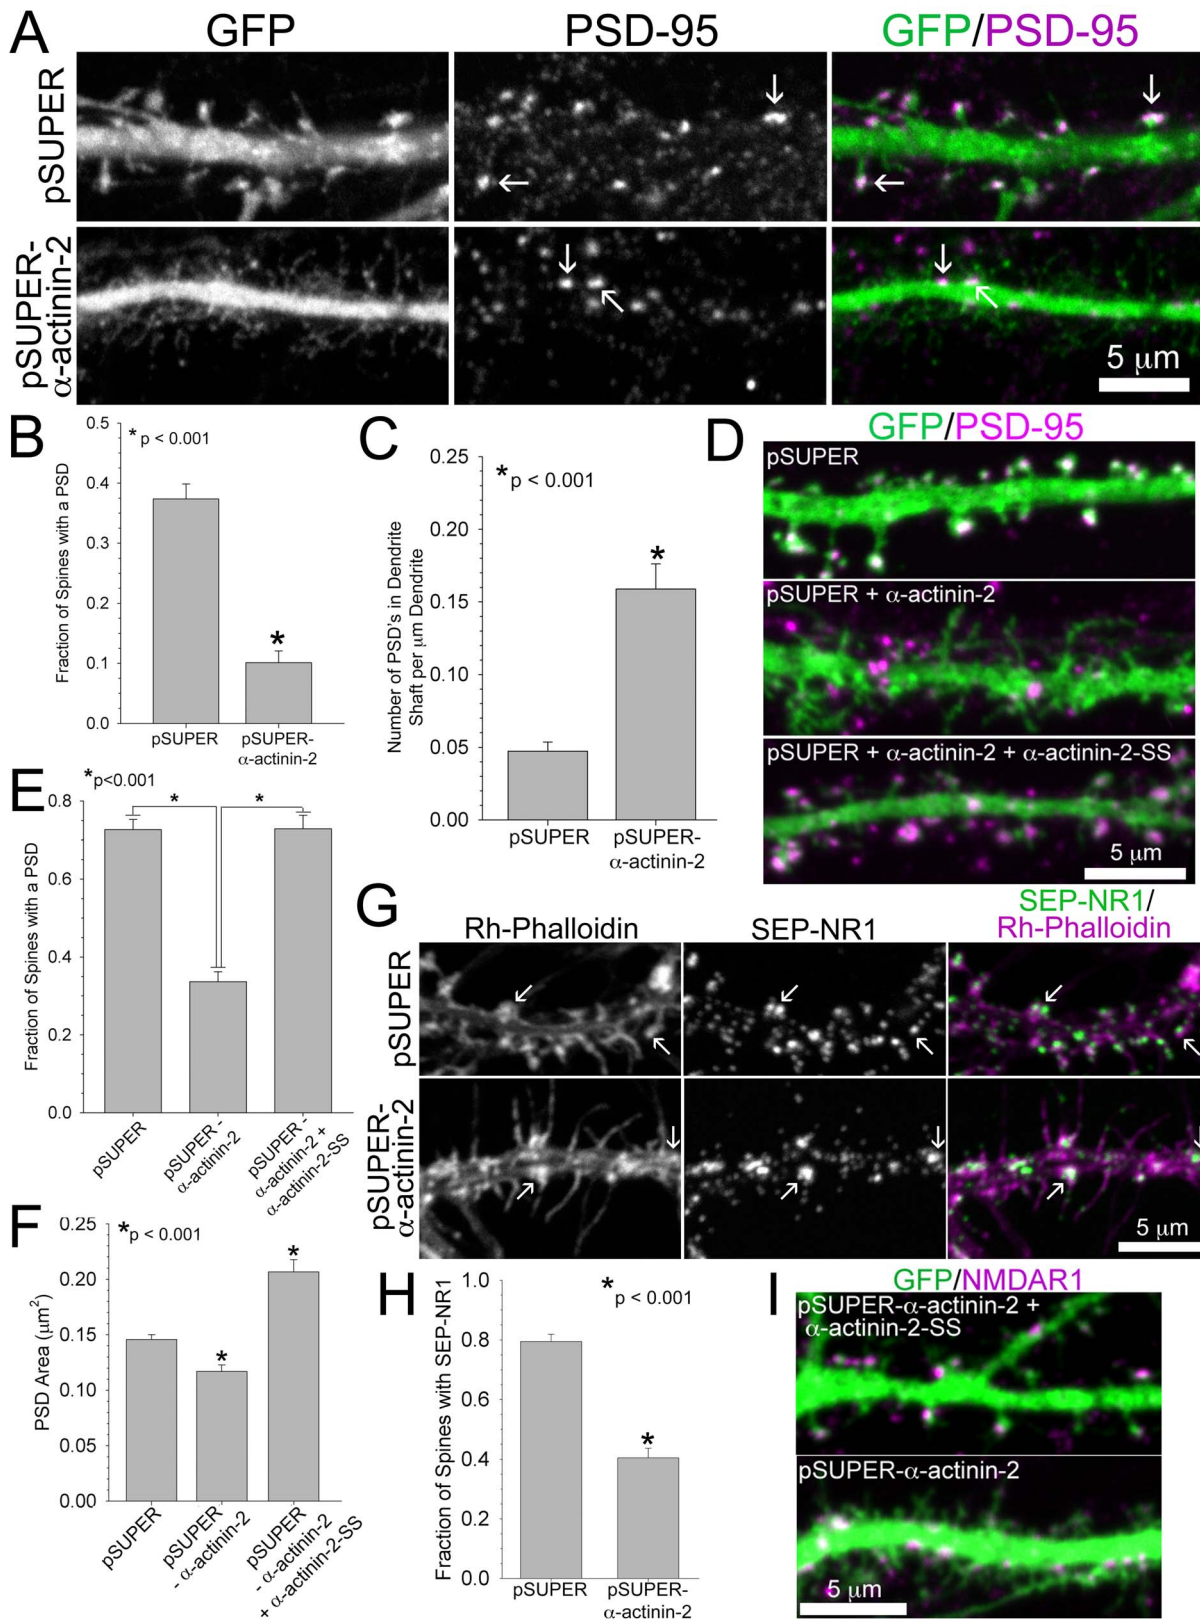 A
GFP
PSD-95
GFP/PSD-95
pSUPER
pSUPER-
α-actinin-2
5 μm
B
* p < 0.001
Fraction of Spines with a PSD
0.5
0.4
0.3
0.2
0.1
0.0
pSUPER
pSUPER-
α-actinin-2
*
C
* p < 0.001
Number of PSD's in Dendrite
Shaft per μm Dendrite
0.25
0.20
0.15
0.10
0.05
0.00
*
pSUPER
pSUPER-
α-actinin-2
D
GFP/PSD-95
pSUPER
pSUPER + α-actinin-2
pSUPER + α-actinin-2 + α-actinin-2-SS
5 μm
E
*p<0.001
Fraction of Spines with a PSD
0.8
0.6
0.4
0.2
0.0
*
*
pSUPER
pSUPER -
α-actinin-2
pSUPER -
α-actinin-2 +
α-actinin-2-SS
F
*p < 0.001
PSD Area (μm²)
0.25
0.20
0.15
0.10
0.05
0.00
*
*
pSUPER
pSUPER
- α-actinin-2
pSUPER
- α-actinin-2
+ α-actinin-2-SS
G
Rh-Phalloidin
SEP-NR1
SEP-NR1/
Rh-Phalloidin
pSUPER
pSUPER-
α-actinin-2
5 μm
H
* p < 0.001
Fraction of Spines with SEP-NR1
1.0
0.8
0.6
0.4
0.2
0.0
*
pSUPER
pSUPER-
α-actinin-2
I
GFP/NMDAR1
pSUPER-α-actinin-2 +
α-actinin-2-SS
pSUPER-α-actinin-2
5 μm